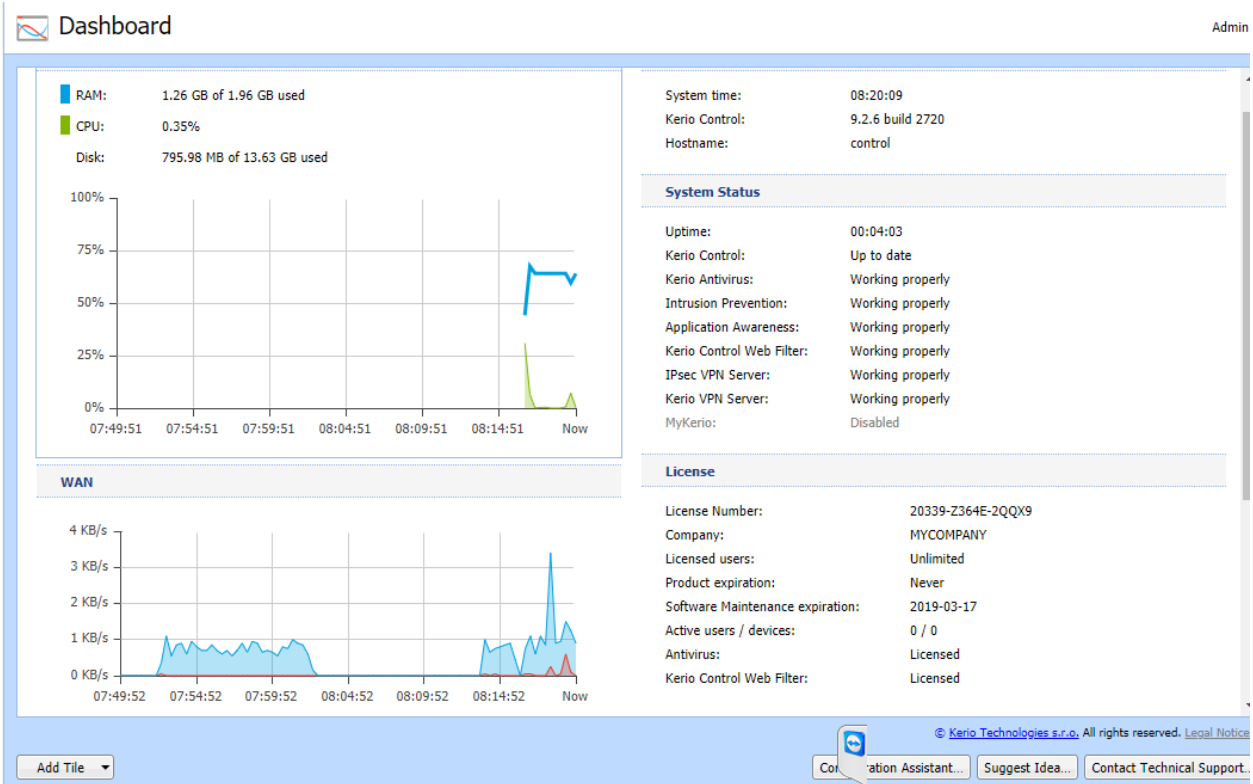 Dashboard
Admin
RAM: 1.26 GB of 1.96 GB used
CPU: 0.35%
Disk: 795.98 MB of 13.63 GB used
100%
75%
50%
25%
0%
07:49:51 07:54:51 07:59:51 08:04:51 08:09:51 08:14:51 Now
WAN
4 KB/s
3 KB/s
2 KB/s
1 KB/s
0 KB/s
07:49:52 07:54:52 07:59:52 08:04:52 08:09:52 08:14:52 Now
System time: 08:20:09
Kerio Control: 9.2.6 build 2720
Hostname: control
System Status
Uptime: 00:04:03
Kerio Control: Up to date
Kerio Antivirus: Working properly
Intrusion Prevention: Working properly
Application Awareness: Working properly
Kerio Control Web Filter: Working properly
IPsec VPN Server: Working properly
Kerio VPN Server: Working properly
MyKerio: Disabled
License
License Number: 20339-Z364E-2QQX9
Company: MYCOMPANY
Licensed users: Unlimited
Product expiration: Never
Software Maintenance expiration: 2019-03-17
Active users / devices: 0 / 0
Antivirus: Licensed
Kerio Control Web Filter: Licensed
© Kerio Technologies s.r.o. All rights reserved. Legal Notice
Add Tile
Assistant... Suggest Idea... Contact Technical Support..